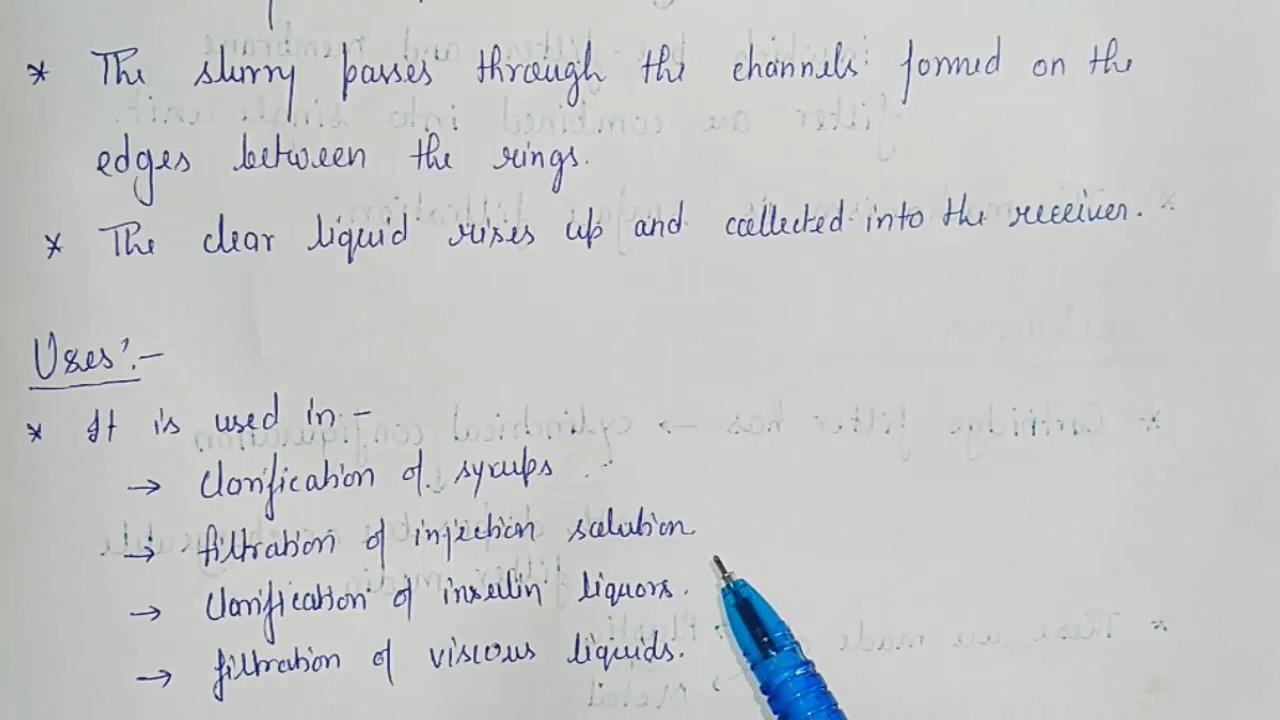 * The slurry passes through the channels formed on the
edges between the rings.
* The clear liquid rises up and collected into the receiver.
Uses:-
* It is used in:-
→ Clarification of syrups
→ filtration of injection solution
→ Clarification of insulin liquors.
→ filtration of viscous liquids.